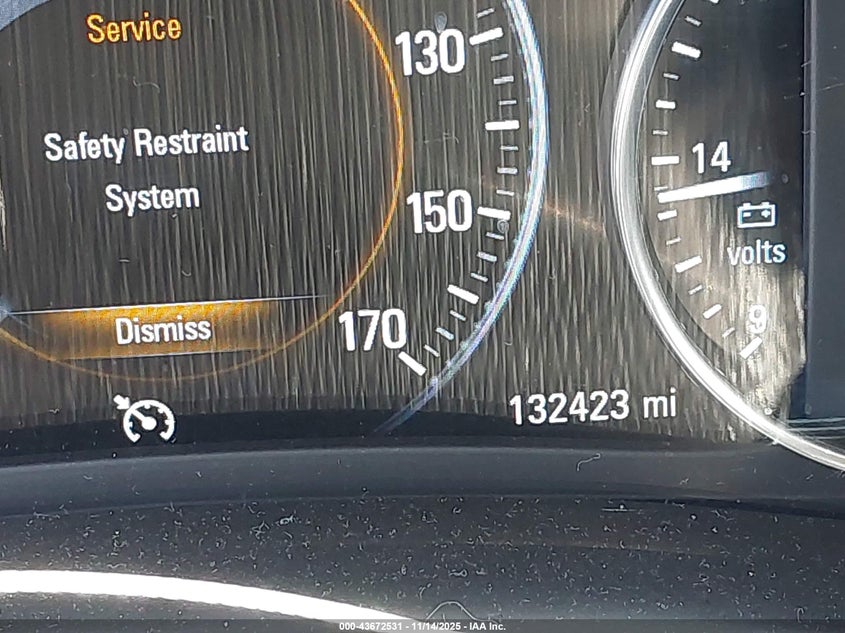 Service
Safety Restraint
System
Dismiss
130
150
170
132423 mi
14
volts
9
000-43672531 - 11/14/2025 - IAA Inc.